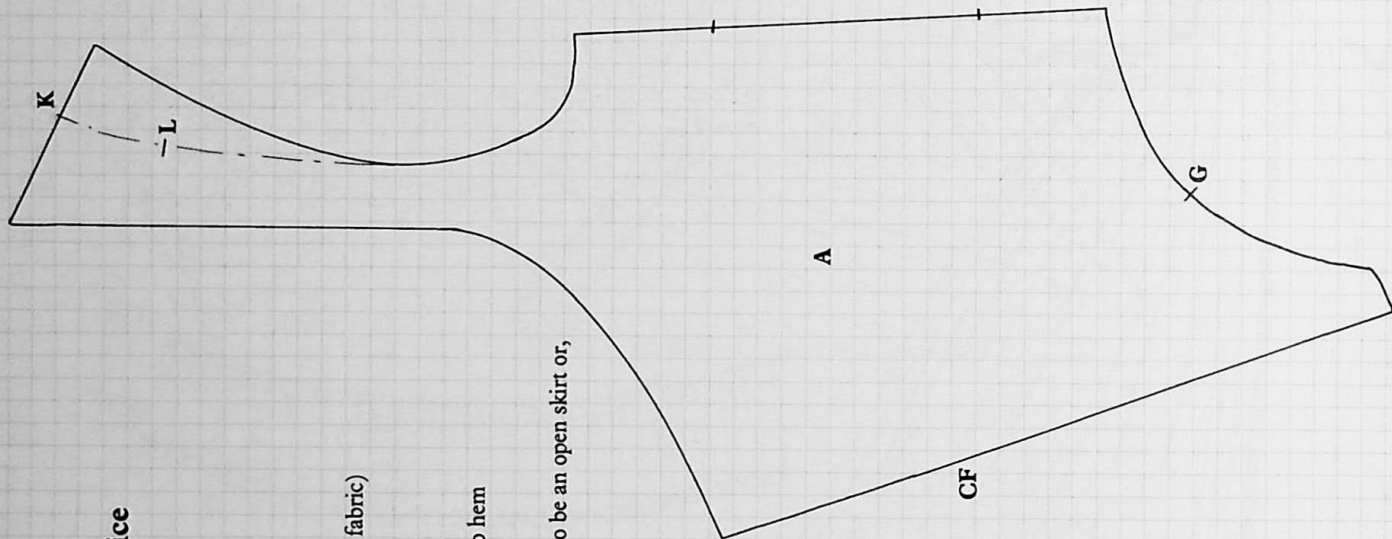 ice
fabric)
o hem
o be an open skirt or,
K
L
A
CF
G